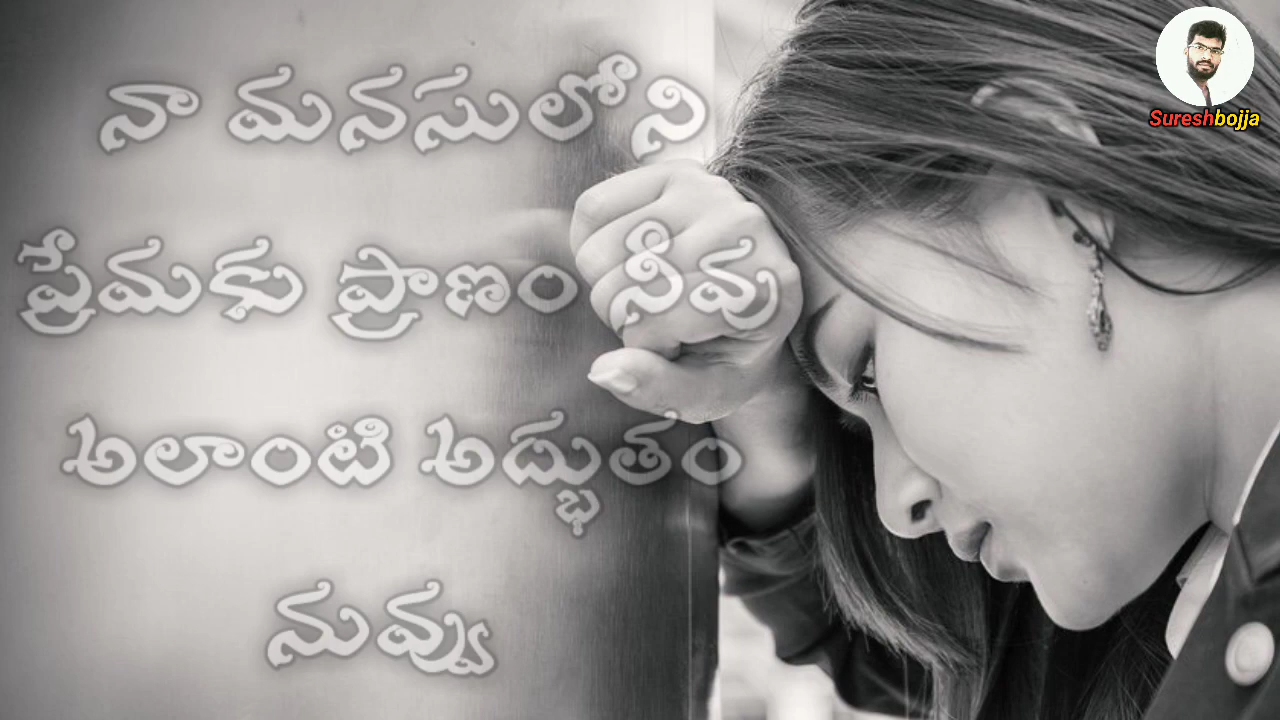 నా మనసులోని
ప్రేమకు ప్రాణం నీవు
అలాంటి అద్భుతం
నువ్వు
Sureshbojja